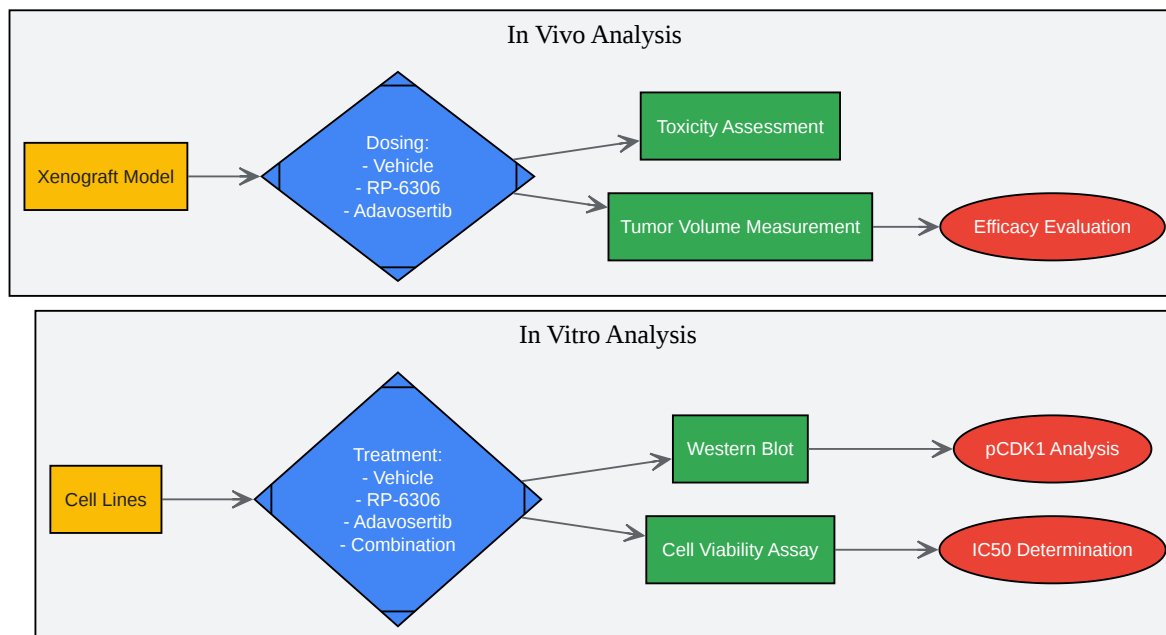 In Vivo Analysis
Xenograft Model
Dosing:
- Vehicle
- RP-6306
- Adavosertib
Toxicity Assessment
Tumor Volume Measurement
Efficacy Evaluation
In Vitro Analysis
Cell Lines
Treatment:
- Vehicle
- RP-6306
- Adavosertib
- Combination
Western Blot
pCDK1 Analysis
Cell Viability Assay
IC50 Determination